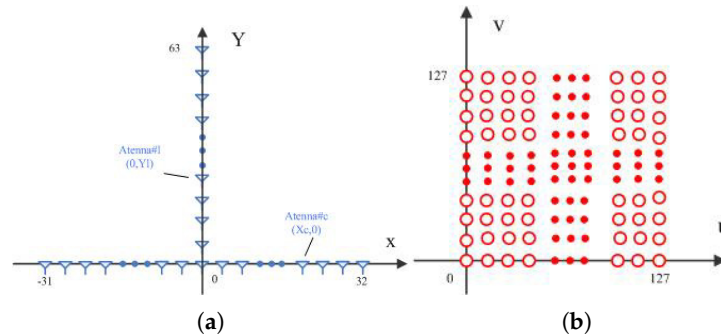 Y
63
Atenna#l
(0,Yl)
Atenna#c
(Xc,0)
x
-31
0
32
(a)
v
127
u
0
127
(b)